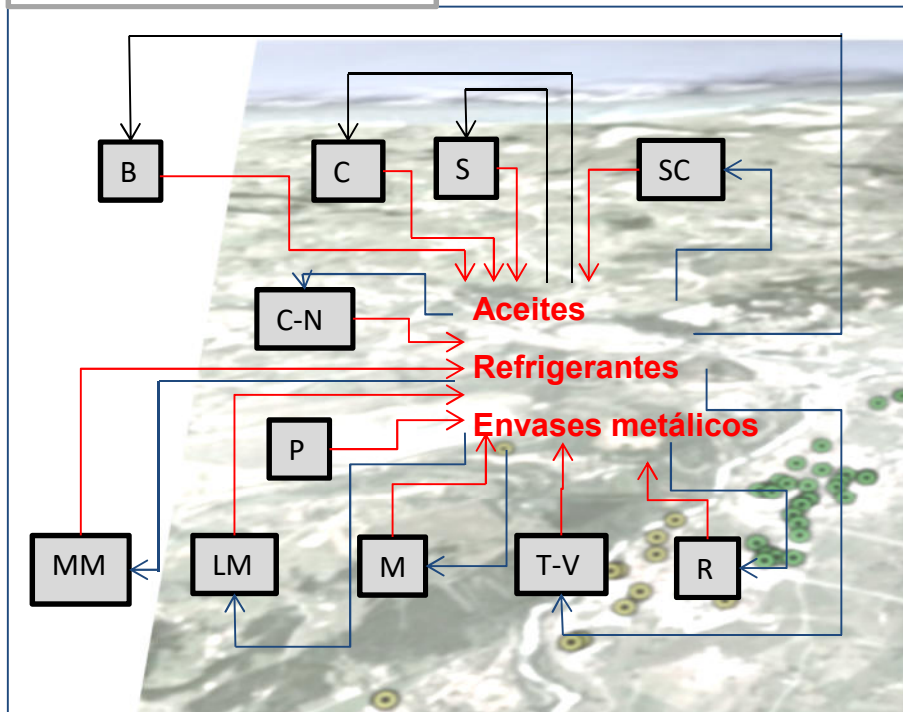 B
C
S
SC
C-N
Aceites
Refrigerantes
Envases metálicos
P
MM
LM
M
T-V
R